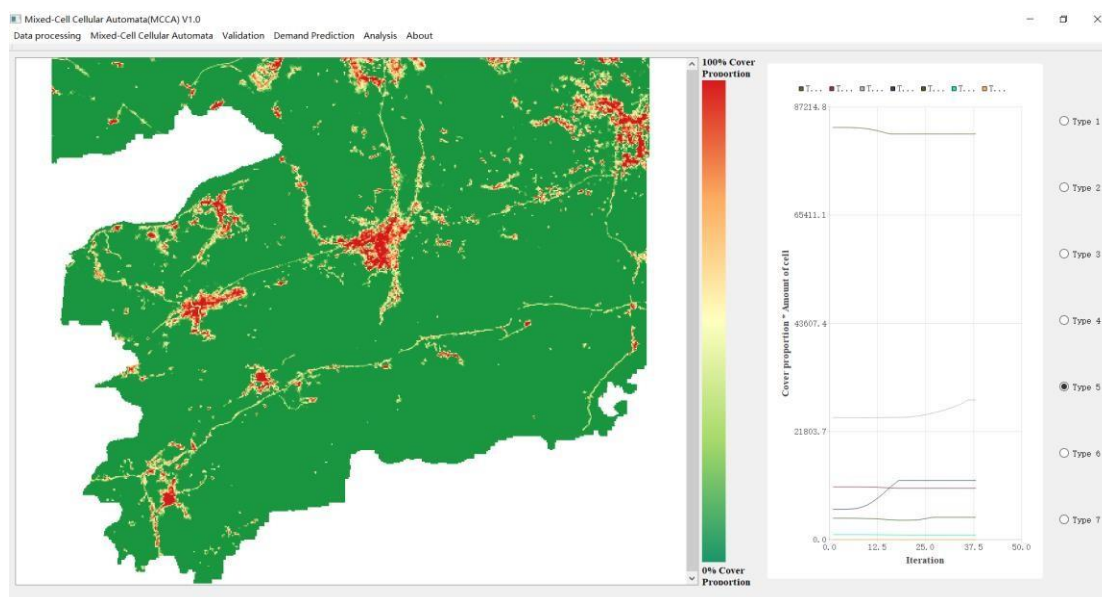 Mixed-Cell Cellular Automata(MCCA) V1.0
Data processing Mixed-Cell Cellular Automata Validation Demand Prediction Analysis About
100% Cover
Proportion
0% Cover
Proportion
T... T... T... T... T... T... T...
87214.8
65411.1
43607.4
21803.7
0.0
0.0 12.5 25.0 37.5 50.0
Cover proportion * Amount of cell
Iteration
Type 1
Type 2
Type 3
Type 4
Type 5
Type 6
Type 7